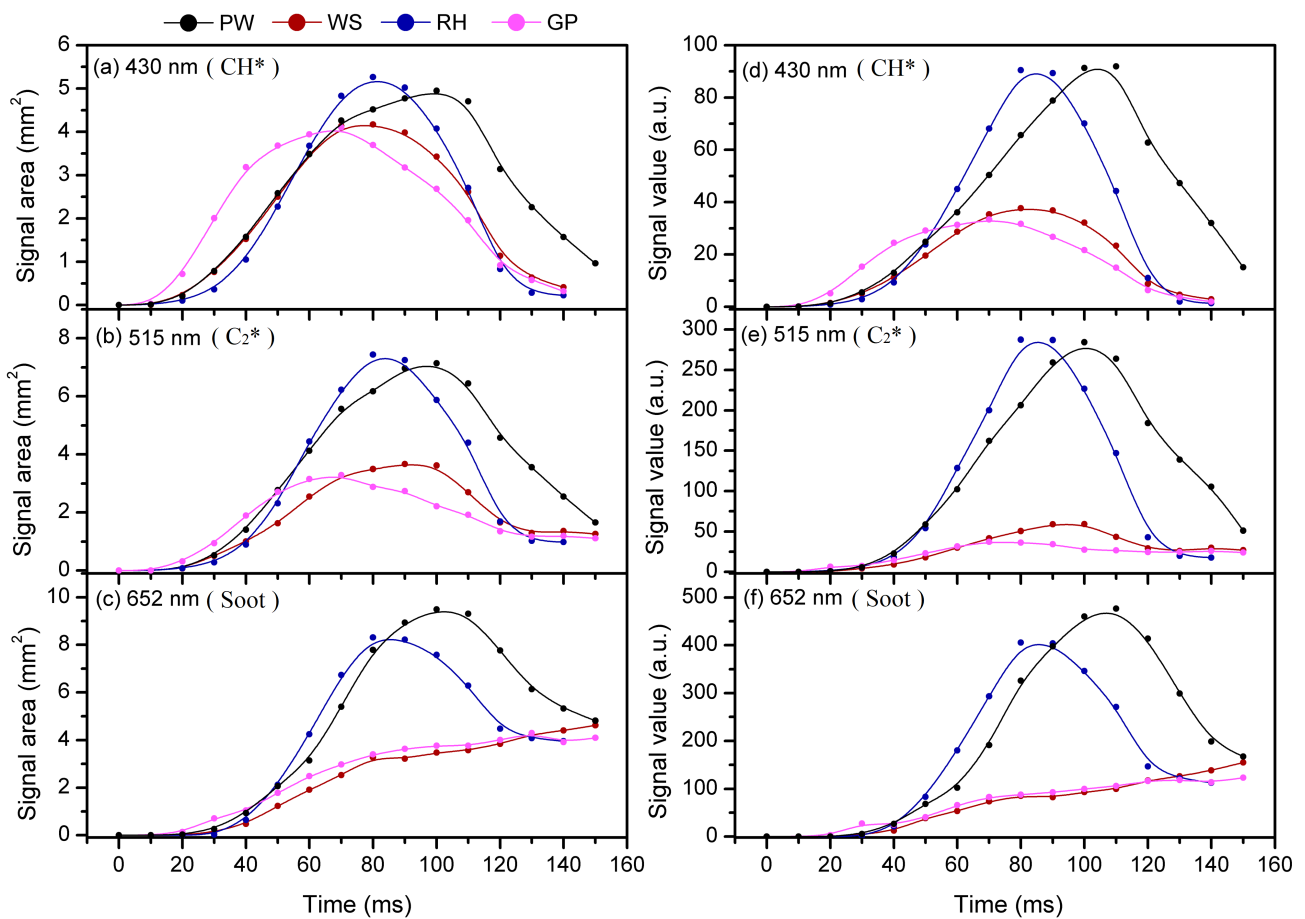 PW WS RH GP
(a) 430 nm ( CH* )
Signal area (mm²)
6
5
4
3
2
1
0
(b) 515 nm ( C₂* )
Signal area (mm²)
8
6
4
2
0
(c) 652 nm ( Soot )
Signal area (mm²)
10
8
6
4
2
0
0 20 40 60 80 100 120 140 160
Time (ms)
(d) 430 nm ( CH* )
Signal value (a.u.)
100
80
60
40
20
0
(e) 515 nm ( C₂* )
Signal value (a.u.)
300
250
200
150
100
50
0
(f) 652 nm ( Soot )
Signal value (a.u.)
500
400
300
200
100
0
0 20 40 60 80 100 120 140 160
Time (ms)